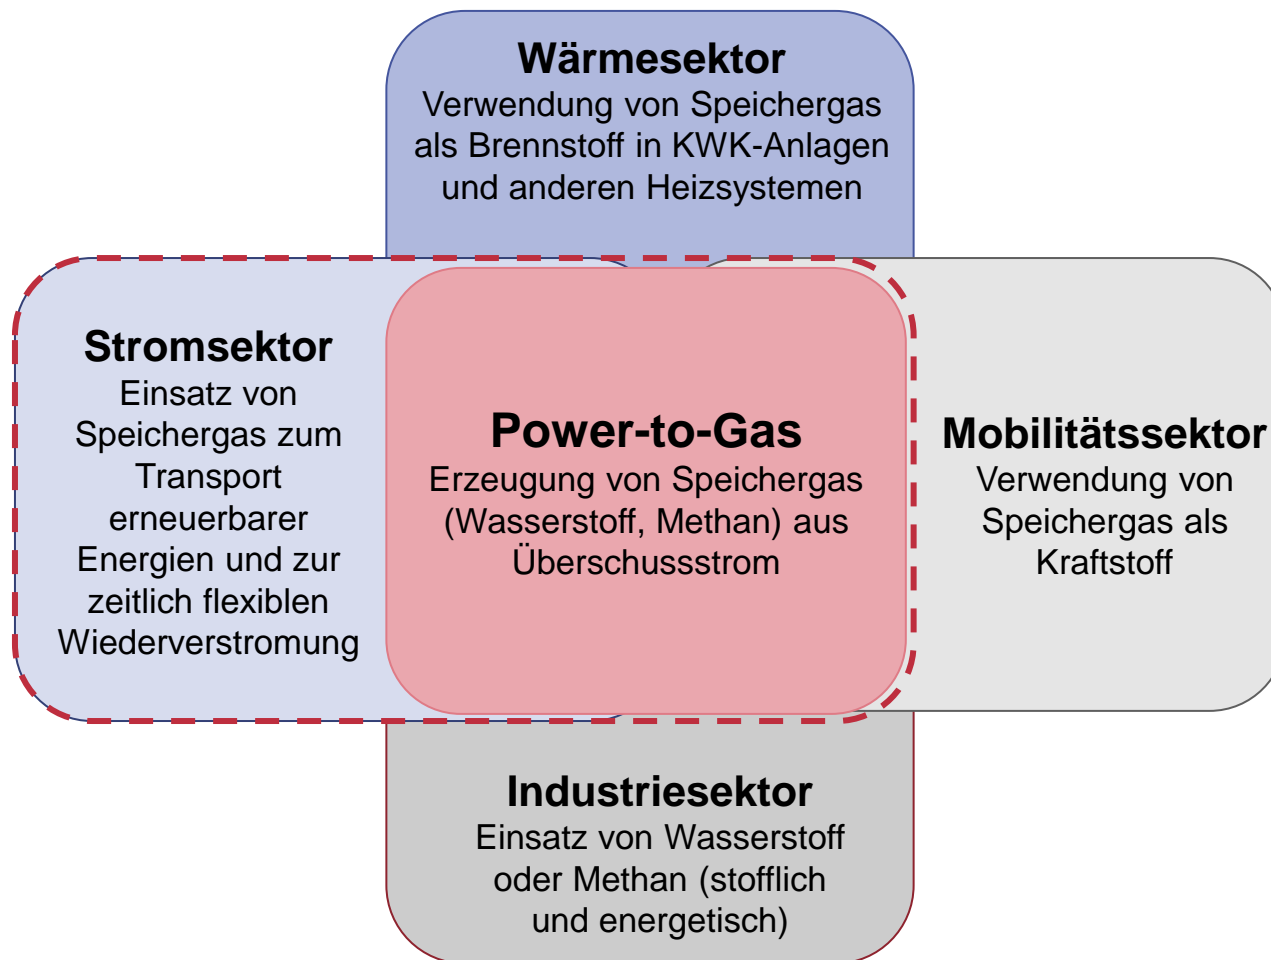 Wärmesektor
Verwendung von Speichergas
als Brennstoff in KWK-Anlagen
und anderen Heizsystemen
Stromsektor
Einsatz von
Speichergas zum
Transport
erneuerbarer
Energien und zur
zeitlich flexiblen
Wiederverstromung
Power-to-Gas
Erzeugung von Speichergas
(Wasserstoff, Methan) aus
Überschussstrom
Mobilitätssektor
Verwendung von
Speichergas als
Kraftstoff
Industriesektor
Einsatz von Wasserstoff
oder Methan (stofflich
und energetisch)